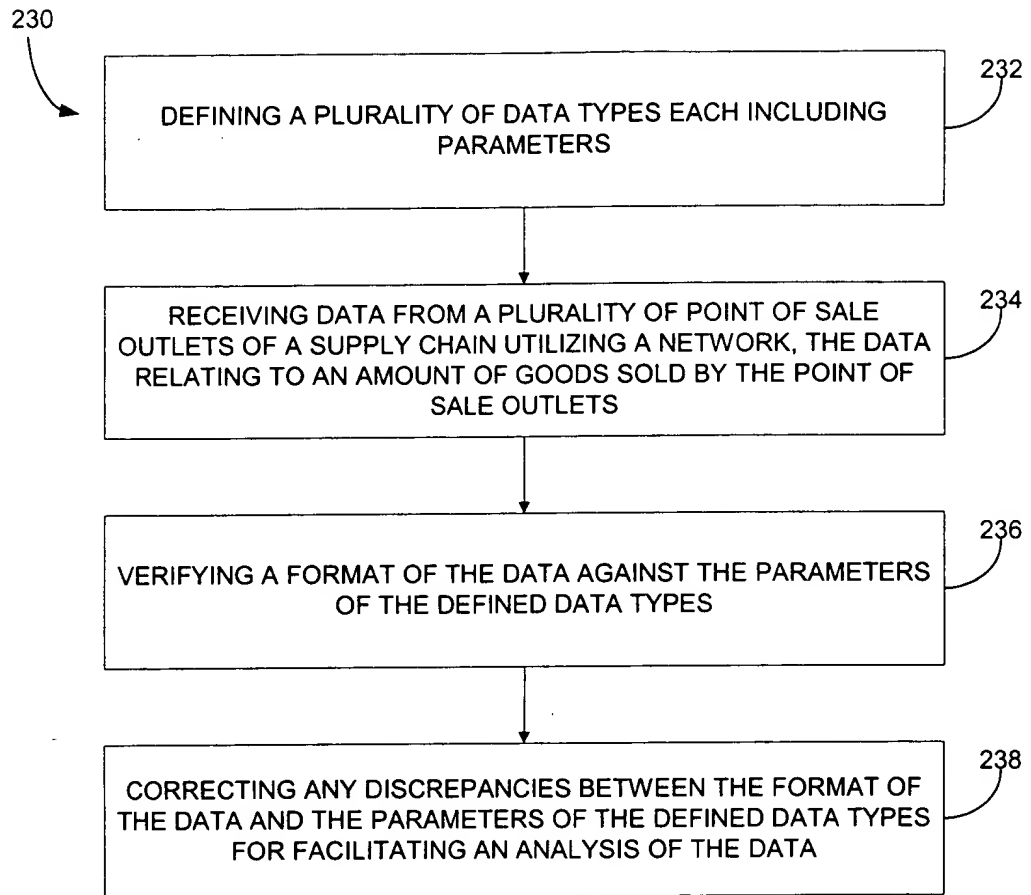 230
232
DEFINING A PLURALITY OF DATA TYPES EACH INCLUDING
PARAMETERS
234
RECEIVING DATA FROM A PLURALITY OF POINT OF SALE
OUTLETS OF A SUPPLY CHAIN UTILIZING A NETWORK, THE DATA
RELATING TO AN AMOUNT OF GOODS SOLD BY THE POINT OF
SALE OUTLETS
236
VERIFYING A FORMAT OF THE DATA AGAINST THE PARAMETERS
OF THE DEFINED DATA TYPES
238
CORRECTING ANY DISCREPANCIES BETWEEN THE FORMAT OF
THE DATA AND THE PARAMETERS OF THE DEFINED DATA TYPES
FOR FACILITATING AN ANALYSIS OF THE DATA